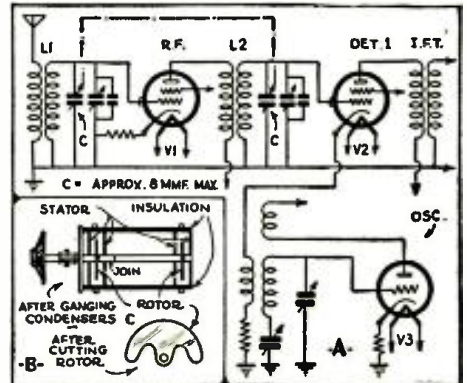 L1
R.F.
L2
DET. 1
I.F.T.
C
V1
C
V2
C = APPROX. 8 MMF. MAX.
STATOR
INSULATION
JOIN
ROTOR
AFTER GANGING
CONDENSERS C
AFTER
CUTTING
ROTOR
-B-
OSC.
-A-
V3